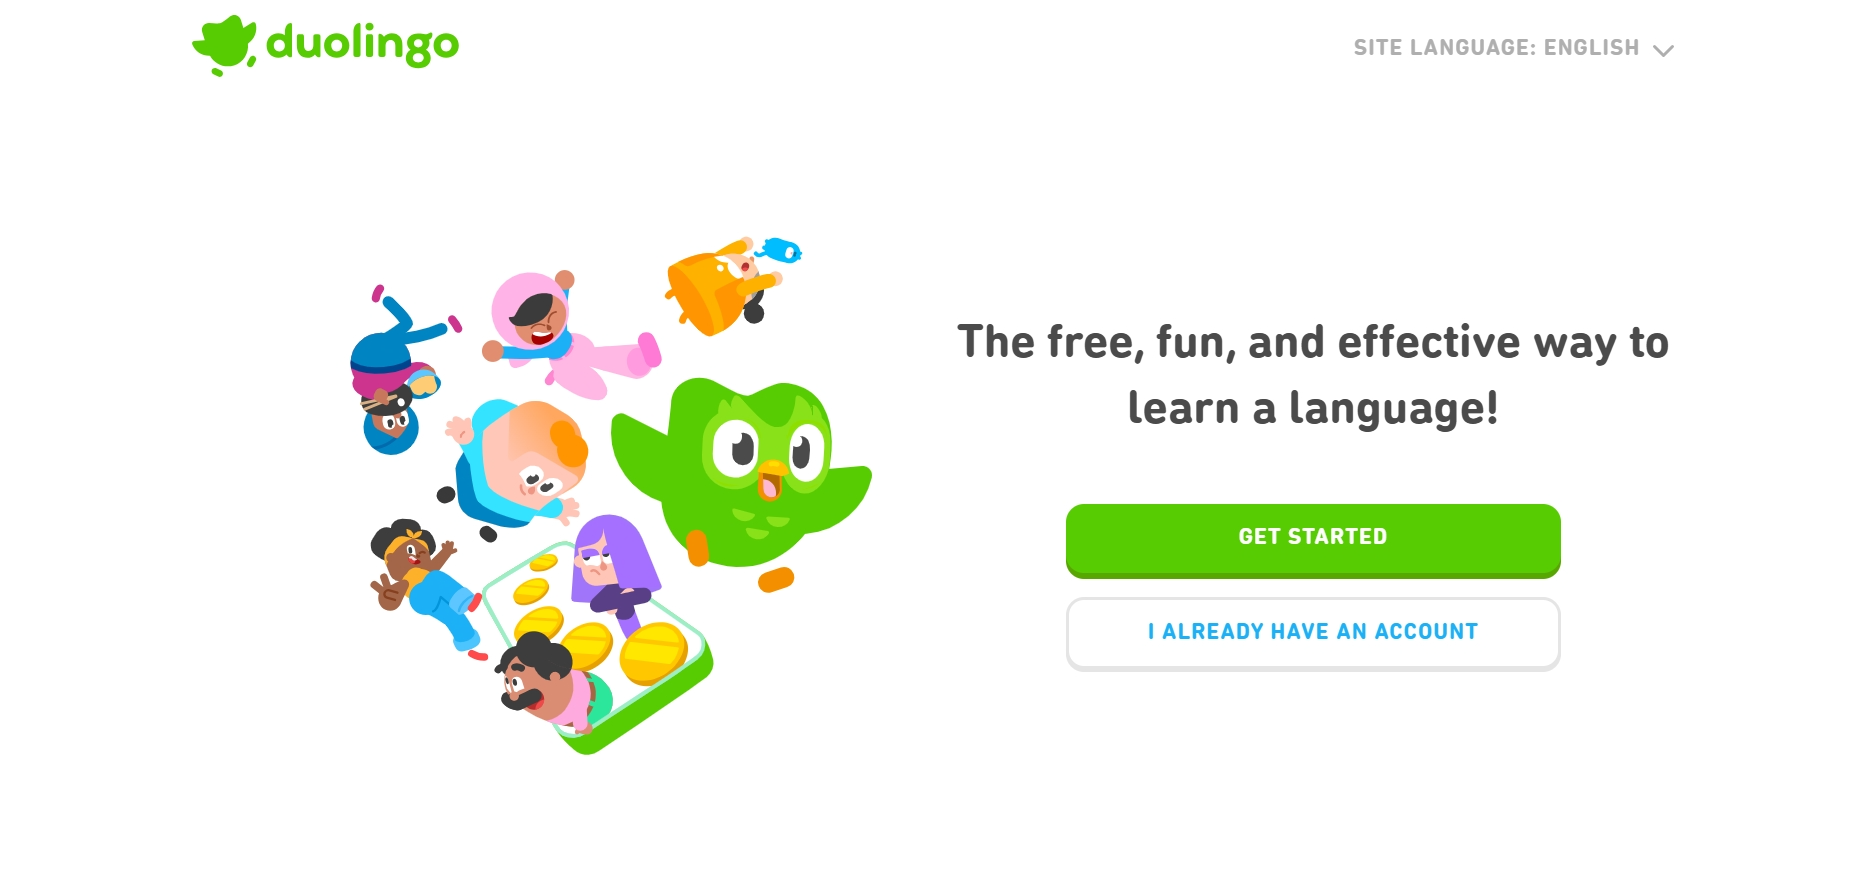 duolingo
SITE LANGUAGE: ENGLISH
The free, fun, and effective way to
learn a language!
GET STARTED
I ALREADY HAVE AN ACCOUNT